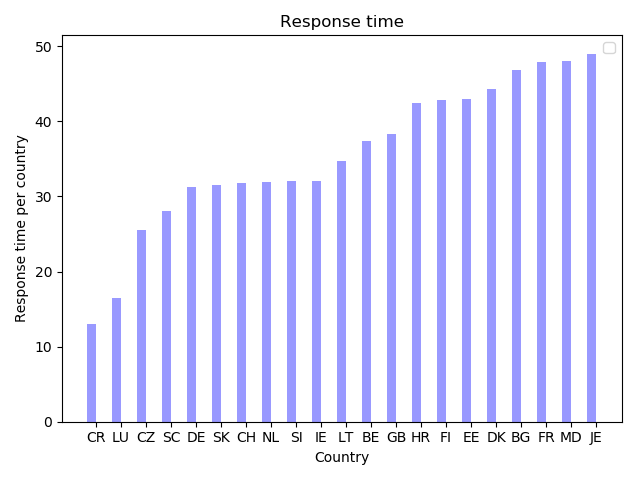 Response time
Response time per country
50
40
30
20
10
0
CR LU CZ SC DE SK CH NL SI IE LT BE GB HR FI EE DK BG FR MD JE
Country